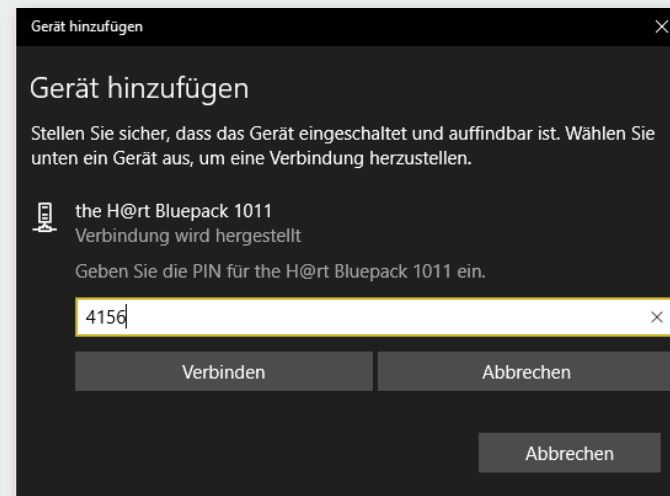 Gerät hinzufügen
Gerät hinzufügen
Stellen Sie sicher, dass das Gerät eingeschaltet und auffindbar ist. Wählen Sie
unten ein Gerät aus, um eine Verbindung herzustellen.
the H@rt Bluepack 1011
Verbindung wird hergestellt
Geben Sie die PIN für the H@rt Bluepack 1011 ein.
4156
Verbinden
Abbrechen
Abbrechen